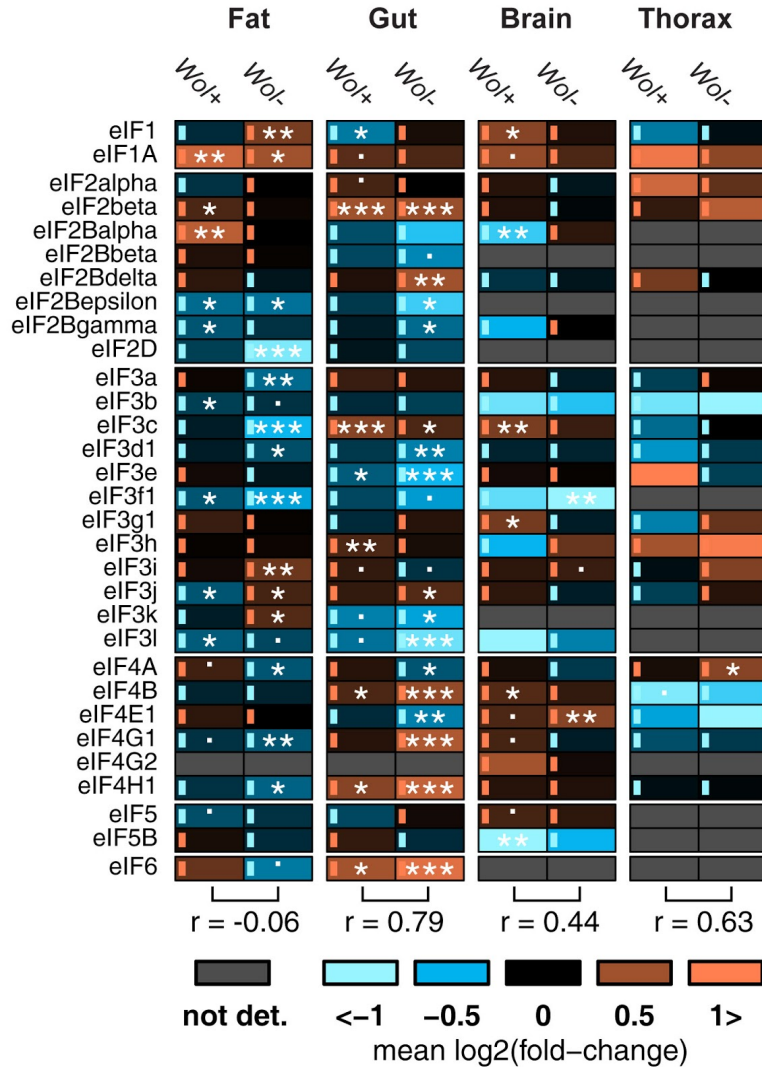 Fat Gut Brain Thorax
Wol+ Wol- Wol+ Wol- Wol+ Wol- Wol+ Wol-
eIF1 ** * *
eIF1A ** * · ·
eIF2alpha ·
eIF2beta * *** ***
eIF2Balpha ** **
eIF2Bbeta ·
eIF2Bdelta **
eIF2Bepsilon * * *
eIF2Bgamma * *
eIF2D ***
eIF3a **
eIF3b * ·
eIF3c *** *** * **
eIF3d1 * **
eIF3e * ***
eIF3f1 * *** · **
eIF3g1 *
eIF3h **
eIF3i ** · · ·
eIF3j * * *
eIF3k * · *
eIF3l * · · ***
eIF4A · * * *
eIF4B * *** * ·
eIF4E1 ** · **
eIF4G1 · ** *** ·
eIF4G2
eIF4H1 * * ***
eIF5 · ·
eIF5B **
eIF6 · * ***
r = -0.06 r = 0.79 r = 0.44 r = 0.63
not det. <−1 −0.5 0 0.5 1>
mean log2(fold−change)